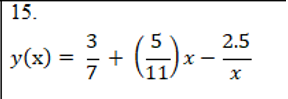 15.
y(x) = 3/7 + (5/11)x − 2.5/x